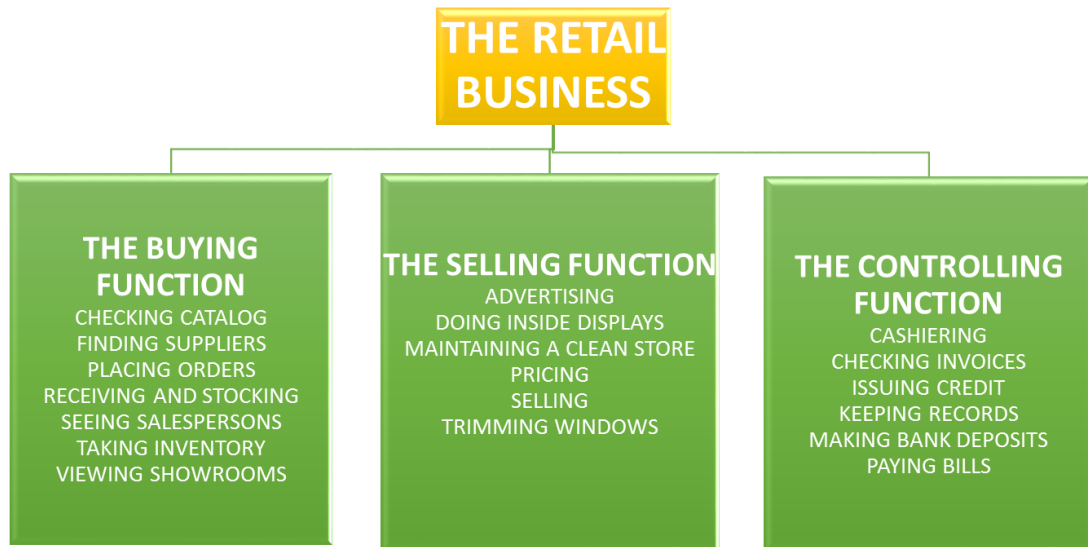 THE RETAIL
BUSINESS
THE BUYING
FUNCTION
CHECKING CATALOG
FINDING SUPPLIERS
PLACING ORDERS
RECEIVING AND STOCKING
SEEING SALESPERSONS
TAKING INVENTORY
VIEWING SHOWROOMS
THE SELLING FUNCTION
ADVERTISING
DOING INSIDE DISPLAYS
MAINTAINING A CLEAN STORE
PRICING
SELLING
TRIMMING WINDOWS
THE CONTROLLING
FUNCTION
CASHIERING
CHECKING INVOICES
ISSUING CREDIT
KEEPING RECORDS
MAKING BANK DEPOSITS
PAYING BILLS